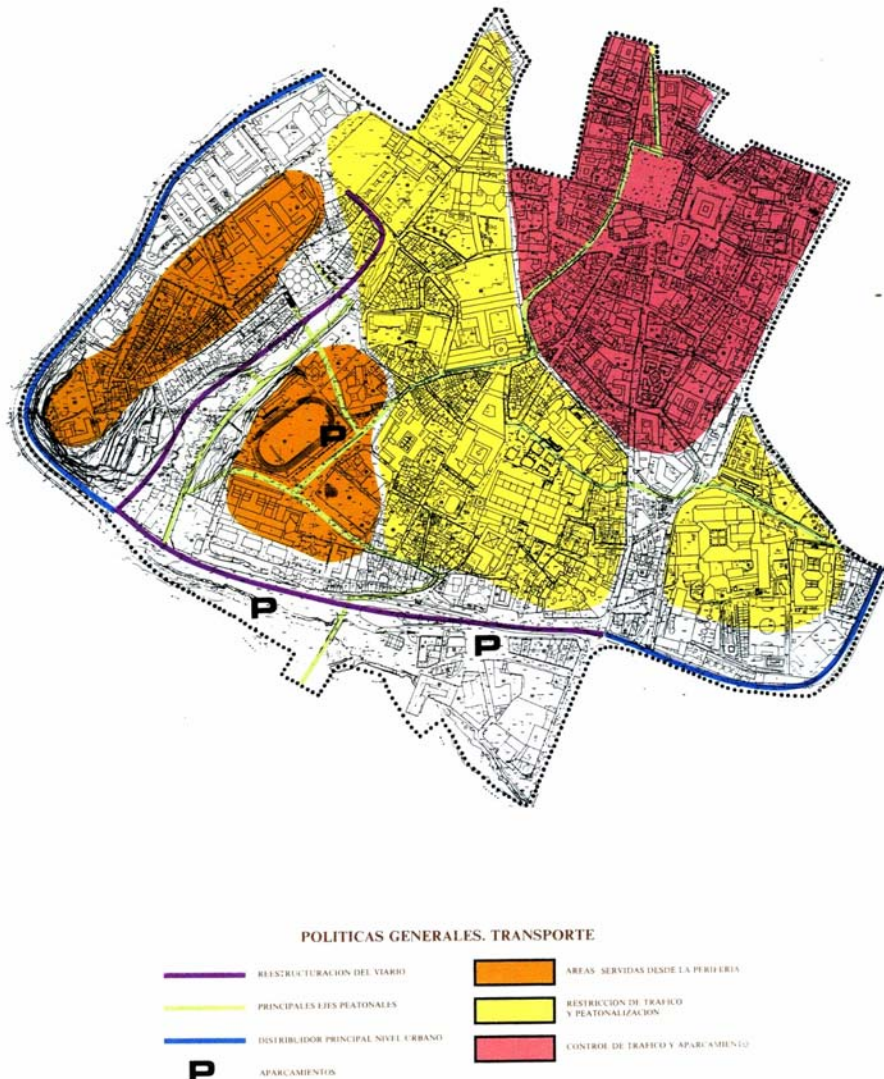 P
P
P
POLITICAS GENERALES. TRANSPORTE
REESTRUCTURACION DEL VIARIO
PRINCIPALES EJES PEATONALES
DISTRIBUIDOR PRINCIPAL NIVEL URBANO
P APARCAMIENTOS
AREAS SERVIDAS DESDE LA PERIFERIA
RESTRICCION DE TRAFICO
Y PEATONALIZACION
CONTROL DE TRAFICO Y APARCAMIENTO